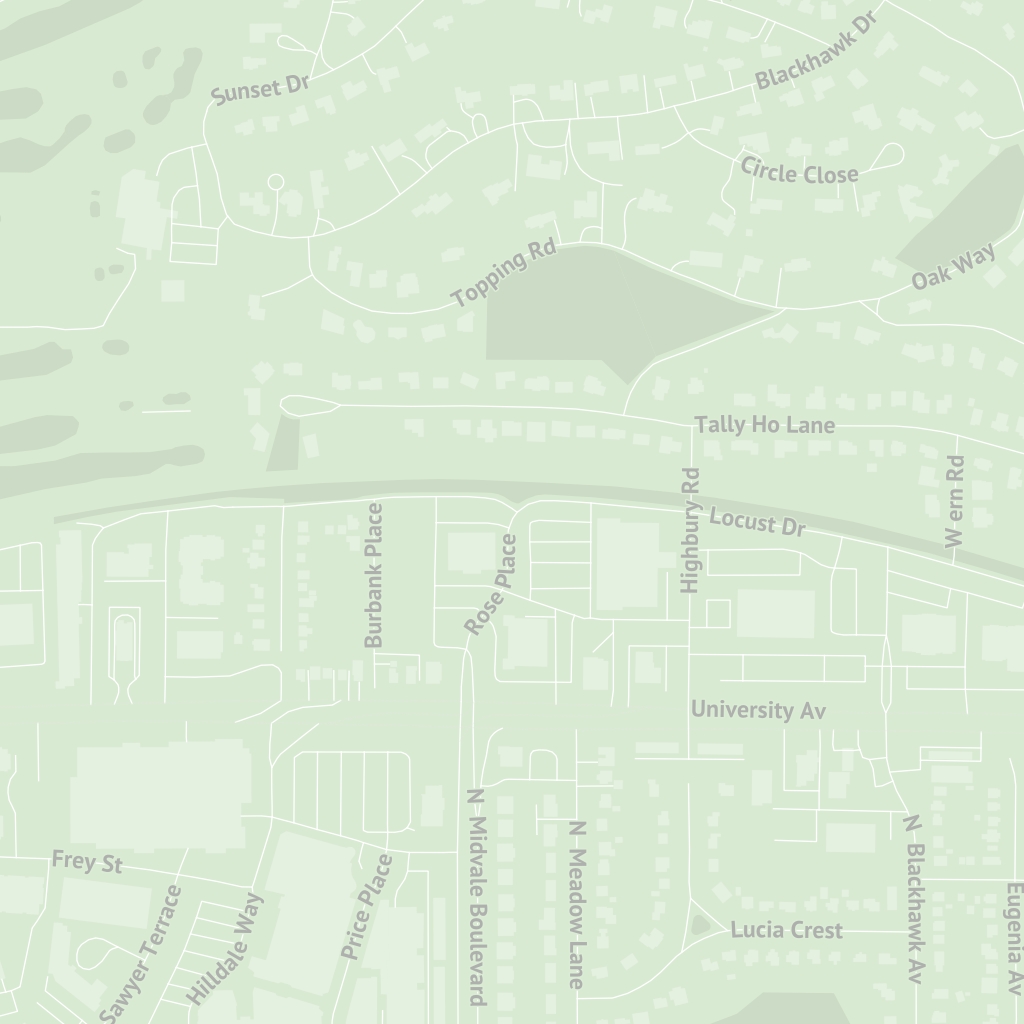 Sunset Dr
Blackhawk Dr
Circle Close
Topping Rd
Oak Way
Tally Ho Lane
W ern Rd
Highbury Rd
Locust Dr
Burbank Place
Rose Place
University Av
N Midvale Boulevard
N Meadow Lane
N Blackhawk Av
Frey St
Sawyer Terrace
Hilldale Way
Price Place
Lucia Crest
Eugenia Av